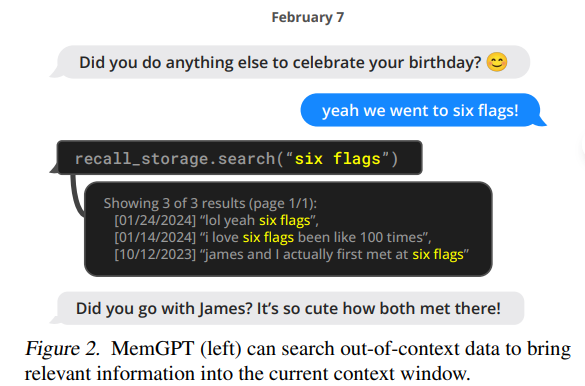 February 7
Did you do anything else to celebrate your birthday? 😊
yeah we went to six flags!
recall_storage.search(“six flags”)
Showing 3 of 3 results (page 1/1):
[01/24/2024] “lol yeah six flags”,
[01/14/2024] “i love six flags been like 100 times”,
[10/12/2023] “james and I actually first met at six flags”
Did you go with James? It’s so cute how both met there!
Figure 2. MemGPT (left) can search out-of-context data to bring
relevant information into the current context window.